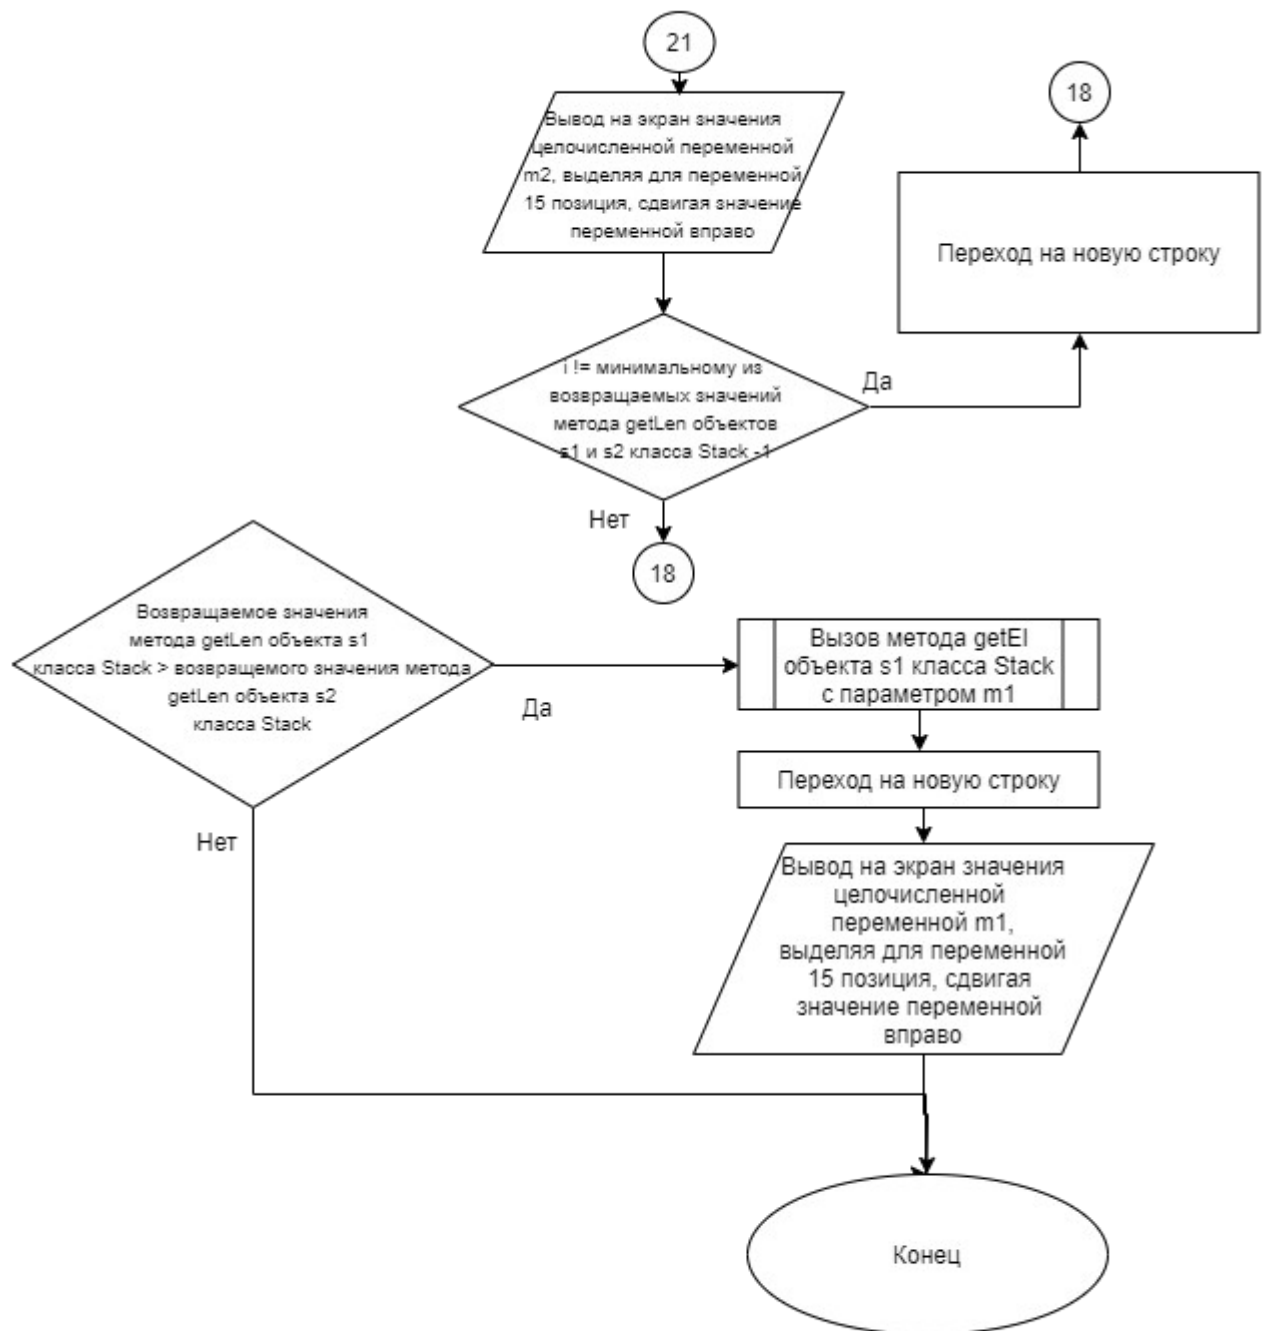 21
18
Вывод на экран значения
целочисленной переменной
m2, выделяя для переменной
15 позиция, сдвигая значение
переменной вправо
Переход на новую строку
i != минимальному из
возвращаемых значений
метода getLen объектов
s1 и s2 класса Stack -1
Да
Нет
18
Возвращаемое значения
метода getLen объекта s1
класса Stack > возвращемого значения метода
getLen объекта s2
класса Stack
Да
Нет
Вызов метода getEl
объекта s1 класса Stack
с параметром m1
Переход на новую строку
Вывод на экран значения
целочисленной
переменной m1,
выделяя для переменной
15 позиция, сдвигая
значение переменной
вправо
Конец